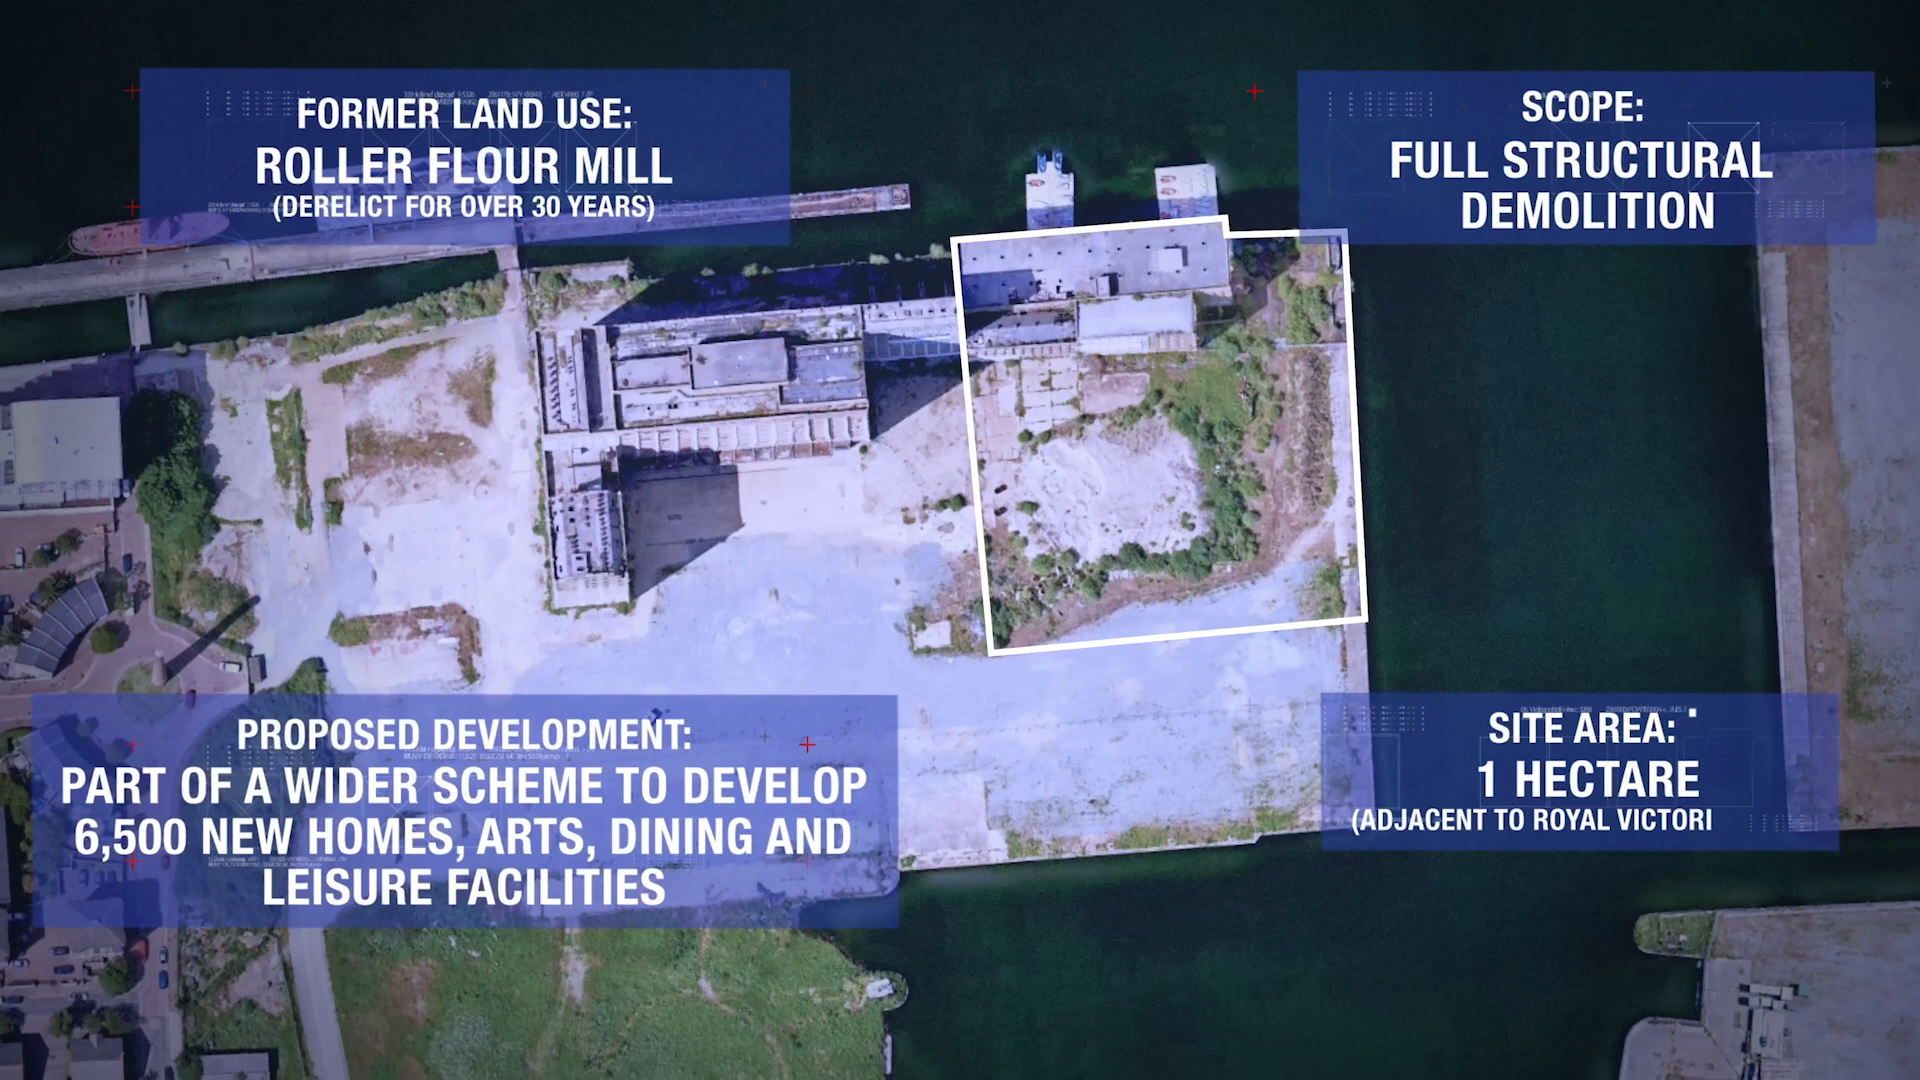 FORMER LAND USE:
ROLLER FLOUR MILL
(DERELICT FOR OVER 30 YEARS)
SCOPE:
FULL STRUCTURAL
DEMOLITION
PROPOSED DEVELOPMENT:
PART OF A WIDER SCHEME TO DEVELOP
6,500 NEW HOMES, ARTS, DINING AND
LEISURE FACILITIES
SITE AREA:
1 HECTARE
(ADJACENT TO ROYAL VICTORI